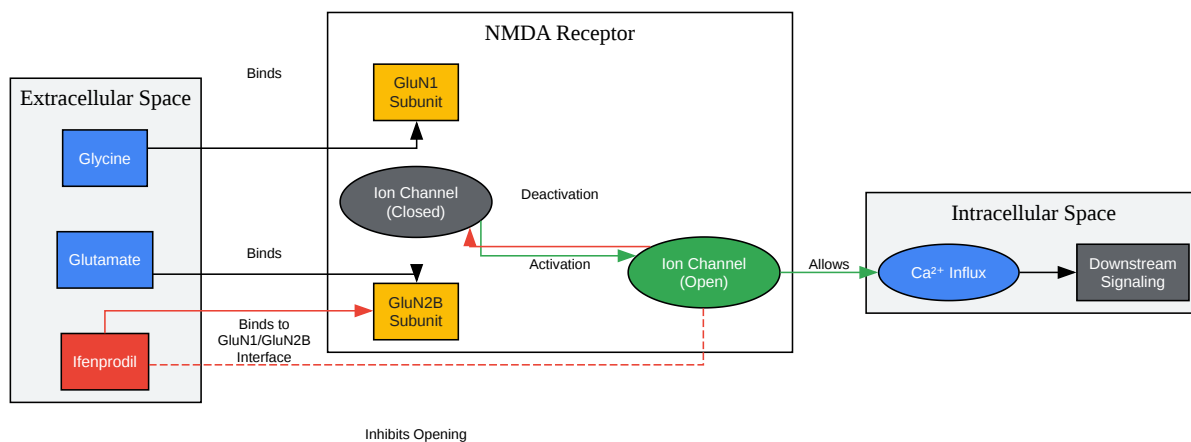 NMDA Receptor
Binds
GluN1
Subunit
Extracellular Space
Glycine
Ion Channel
(Closed)
Deactivation
Intracellular Space
Glutamate
Binds
Activation
Ion Channel
(Open)
Allows
Ca²⁺ Influx
Downstream
Signaling
GluN2B
Subunit
Binds to
GluN1/GluN2B
Interface
Ifenprodil
Inhibits Opening